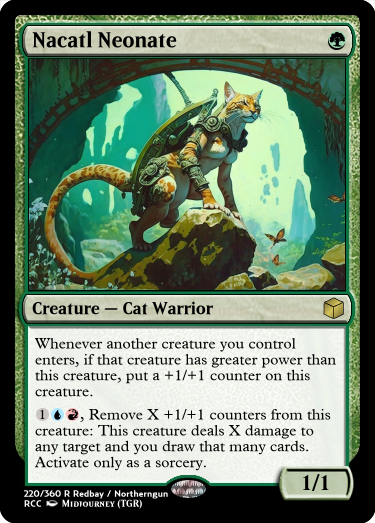 Nacatl Neonate
Creature — Cat Warrior
Whenever another creature you control
enters, if that creature has greater power than
this creature, put a +1/+1 counter on this
creature.
1, Remove X +1/+1 counters from this
creature: This creature deals X damage to
any target and you draw that many cards.
Activate only as a sorcery.
1/1
220/360 R Redbay / Northerngun
RCC Midjourney (TGR)